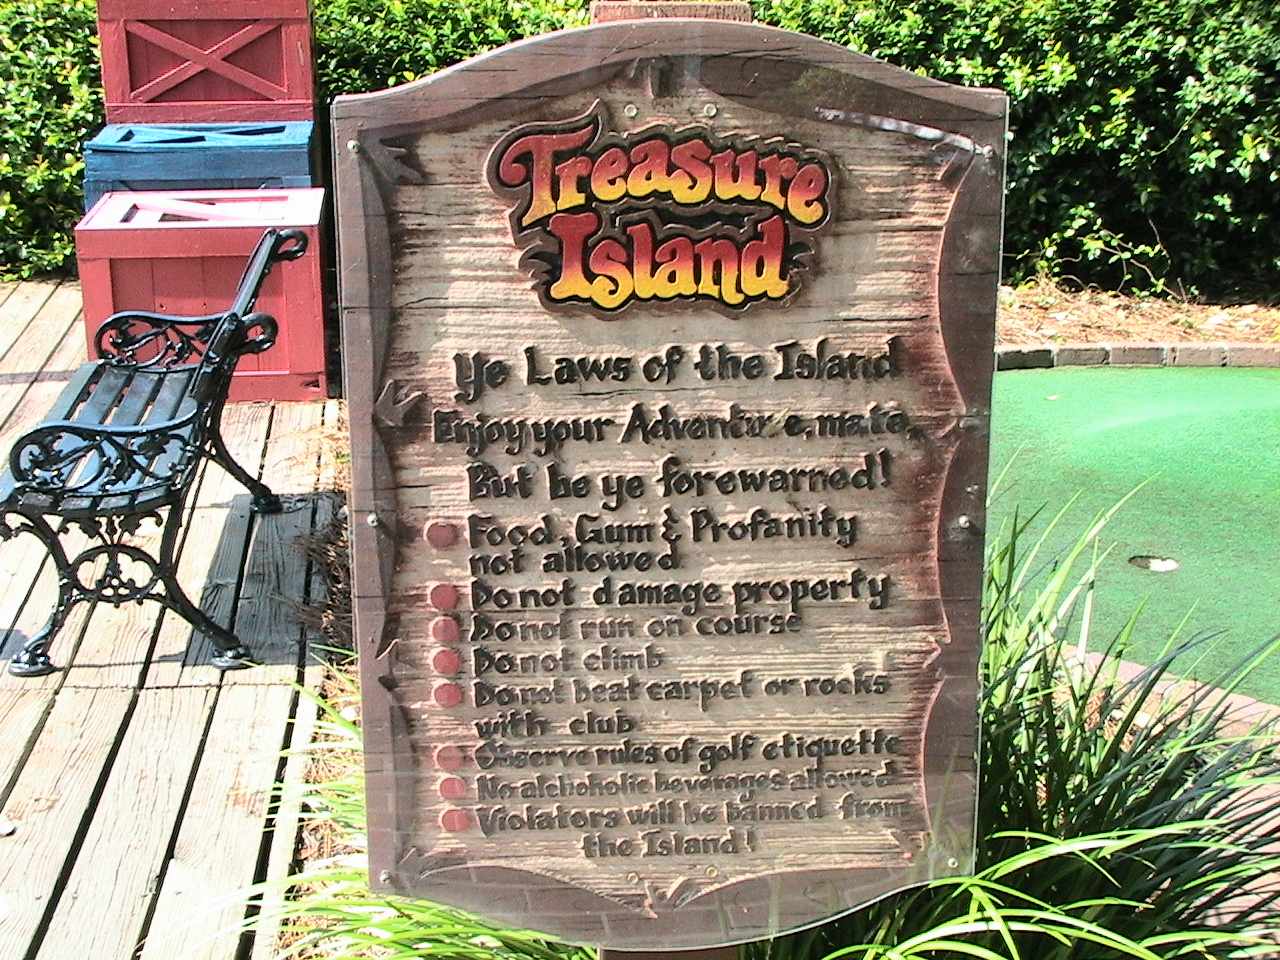 Treasure
Island
Ye Laws of the Island
Enjoy your Adventure, mate,
But be ye forewarned!
Food, Gum & Profanity
not allowed
Do not damage property
Do not run on course
Do not climb
Do not beat carpet or rocks
with club
Observe rules of golf etiquette
No alchoholic beverages allowed
Violators will be banned from
the Island!